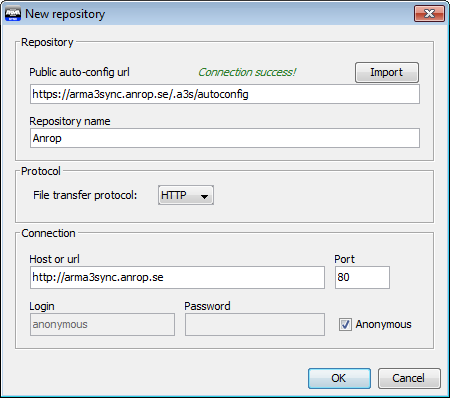 New repository
Repository
Public auto-config url Connection success! Import
https://arma3sync.anrop.se/.a3s/autoconfig
Repository name
Anrop
Protocol
File transfer protocol: HTTP
Connection
Host or url Port
http://arma3sync.anrop.se 80
Login Password
anonymous Anonymous
OK Cancel